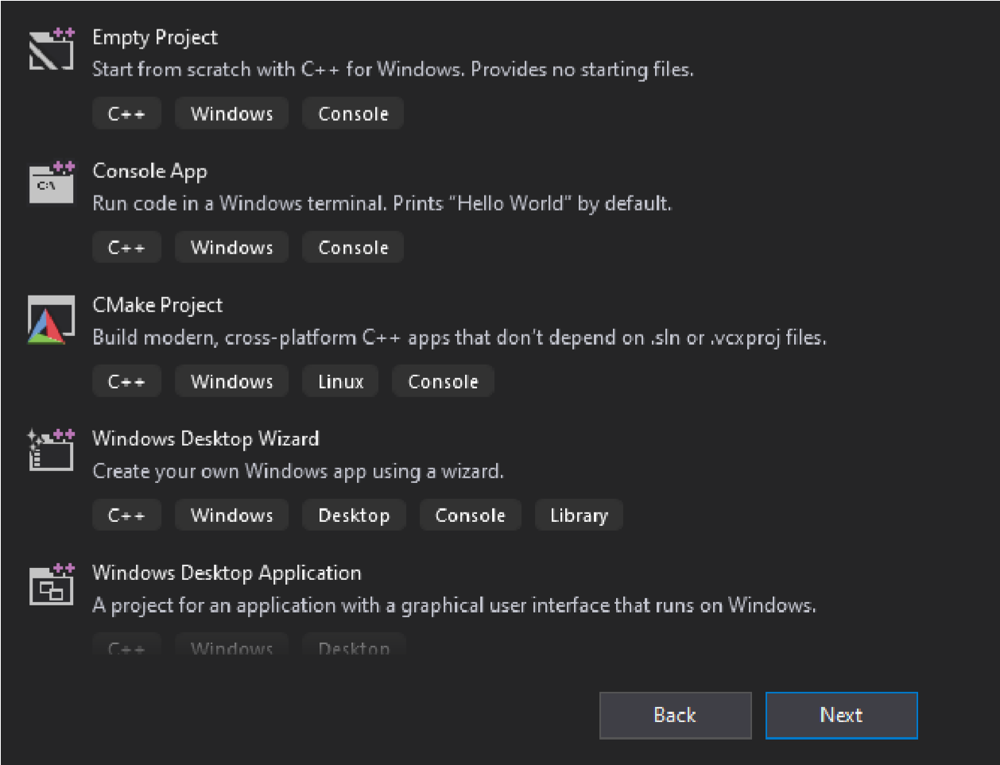 Empty Project
Start from scratch with C++ for Windows. Provides no starting files.
C++ Windows Console
Console App
C:\
Run code in a Windows terminal. Prints "Hello World" by default.
C++ Windows Console
CMake Project
Build modern, cross-platform C++ apps that don't depend on .sln or .vcxproj files.
C++ Windows Linux Console
Windows Desktop Wizard
Create your own Windows app using a wizard.
C++ Windows Desktop Console Library
Windows Desktop Application
A project for an application with a graphical user interface that runs on Windows.
C++ Windows Desktop
Back Next